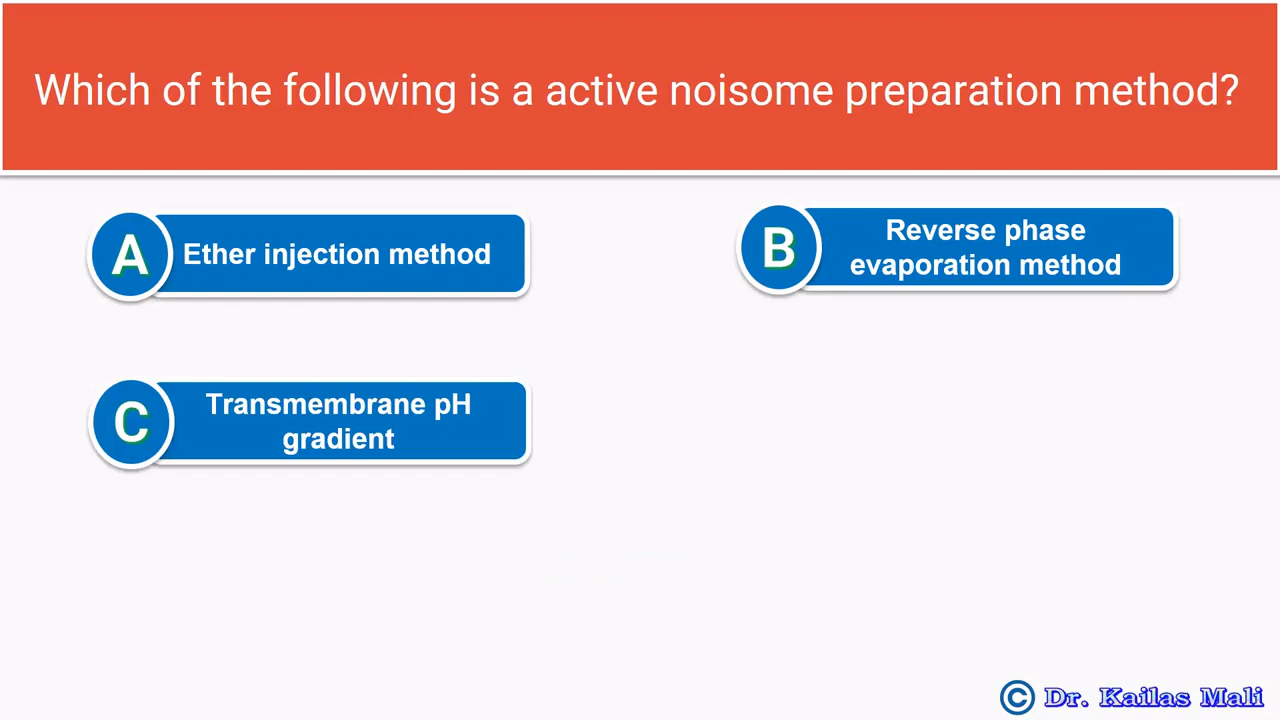 Which of the following is a active noisome preparation method?
A
Ether injection method
B
Reverse phase
evaporation method
C
Transmembrane pH
gradient
© Dr. Kailas Mali